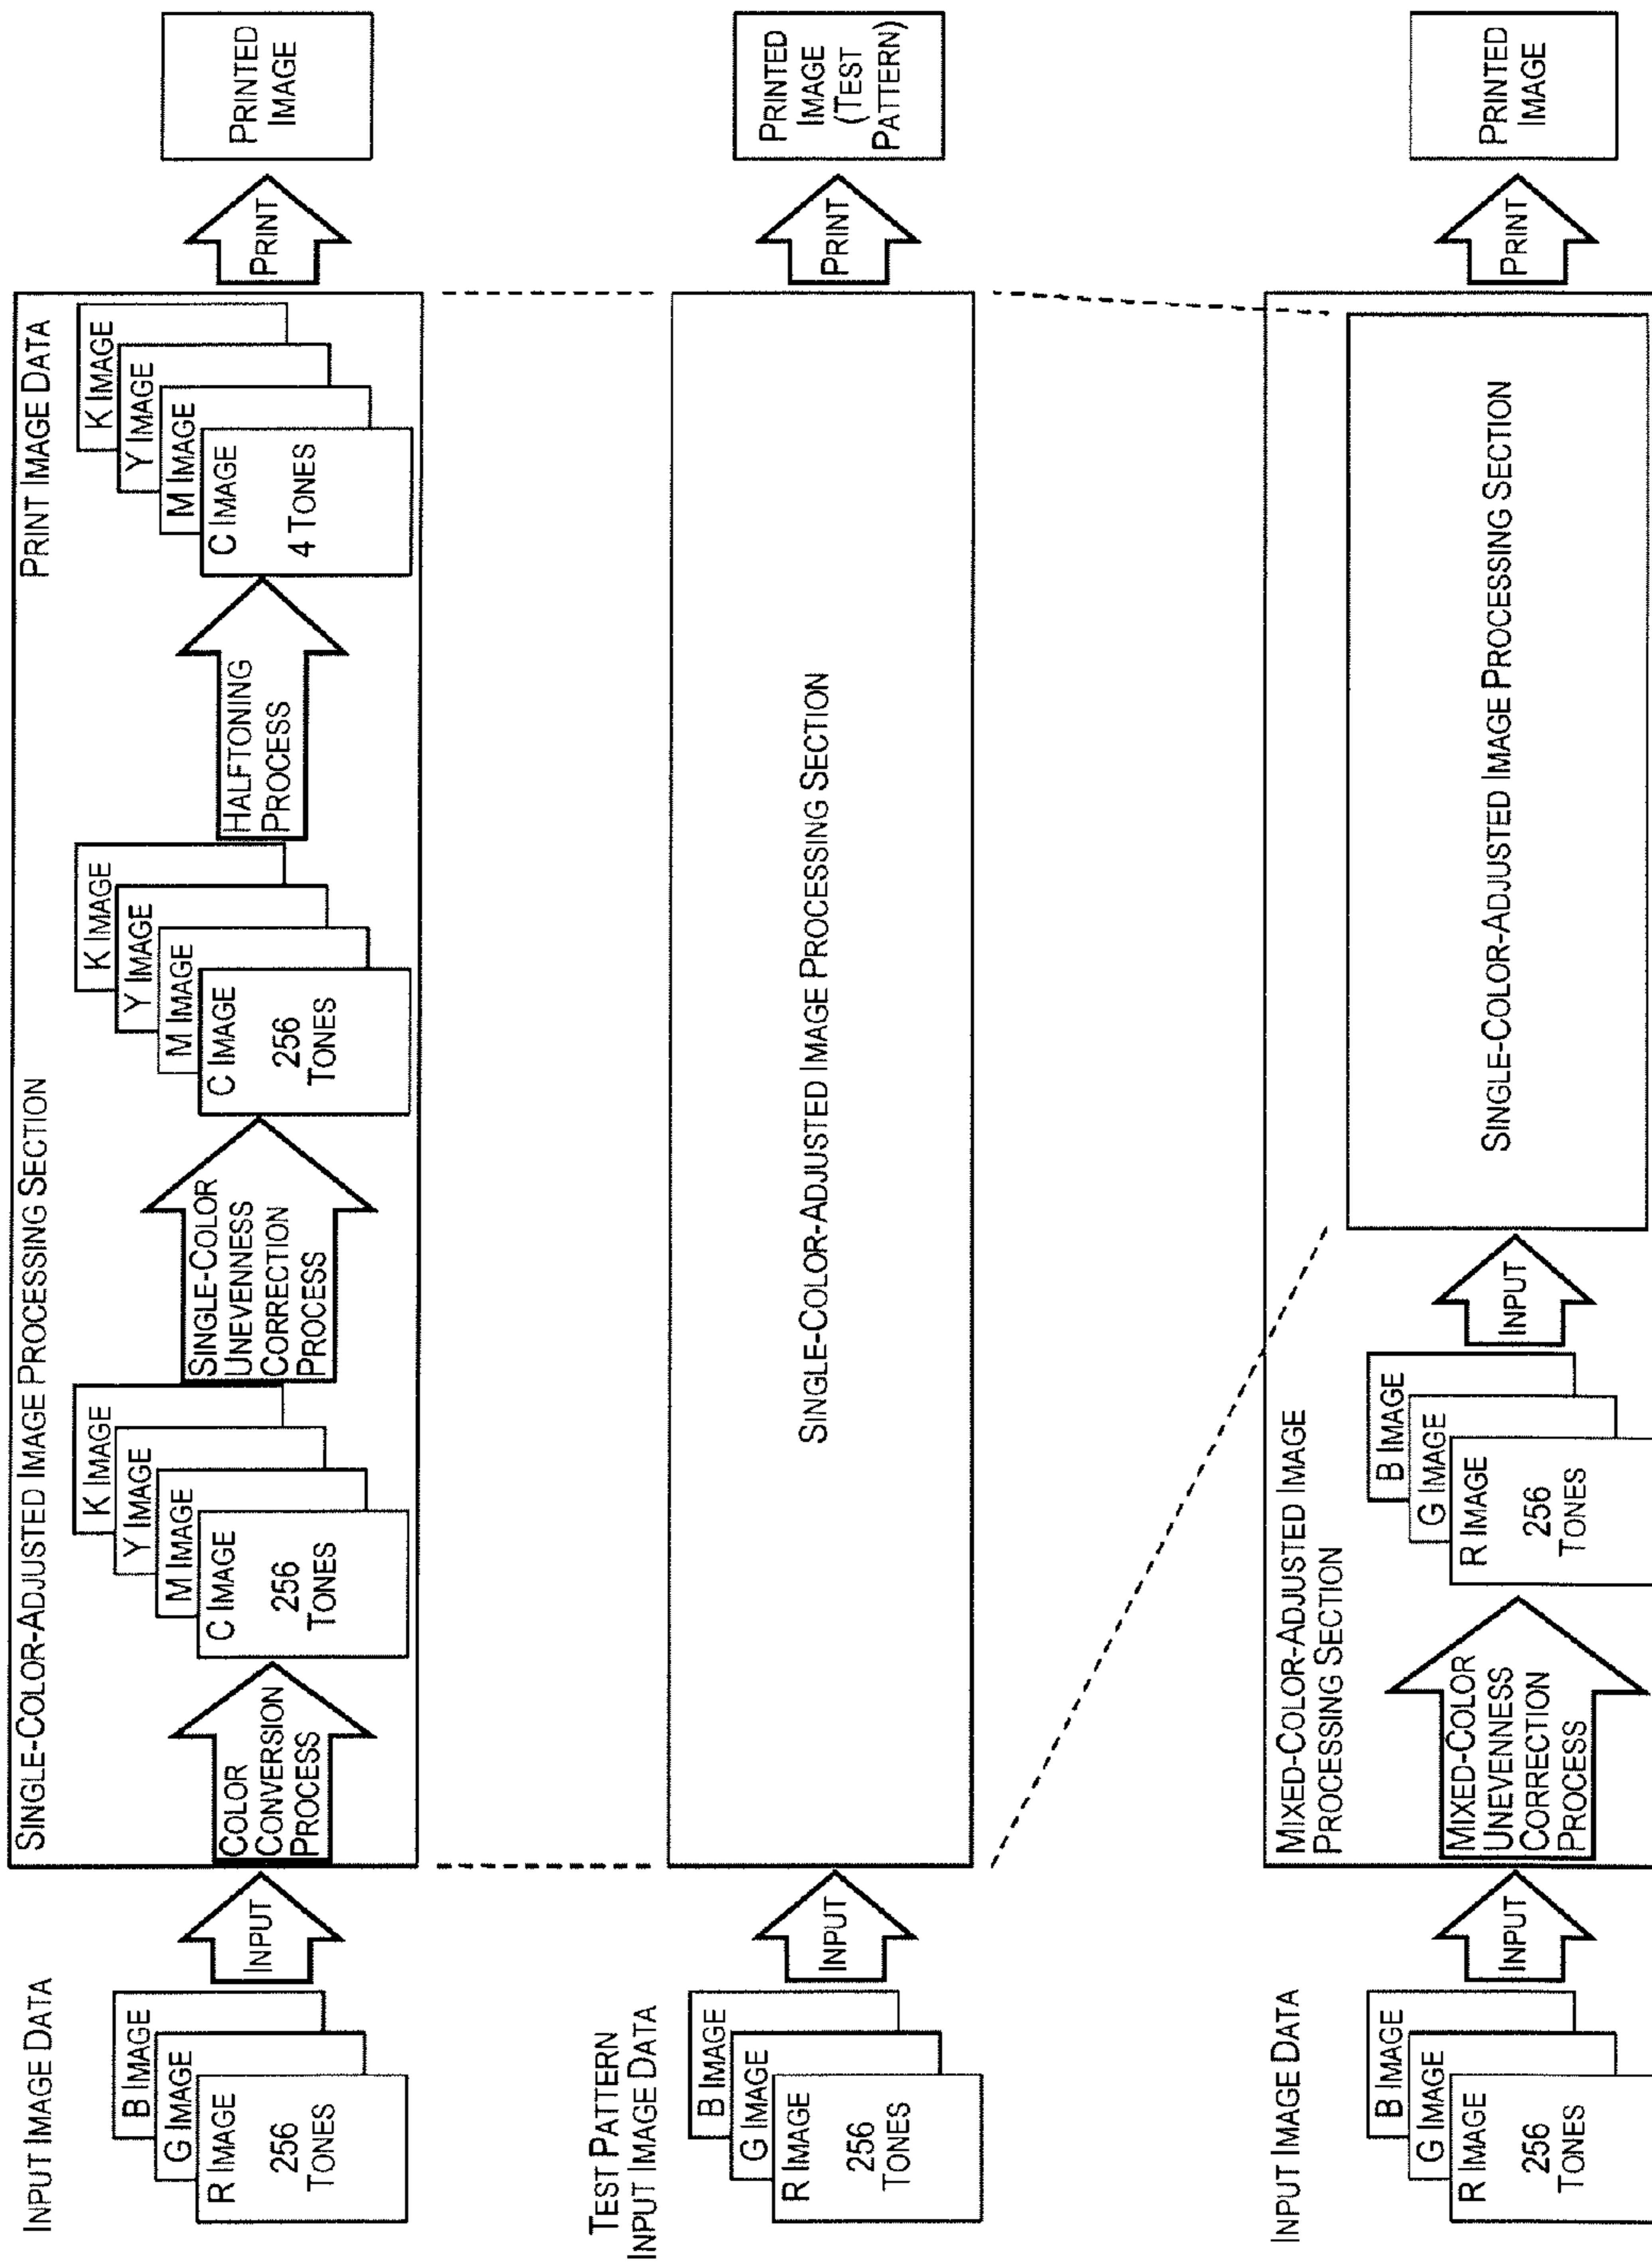 INPUT IMAGE DATA
B IMAGE
G IMAGE
R IMAGE
256
TONES
INPUT
SINGLE-COLOR-ADJUSTED IMAGE PROCESSING SECTION
COLOR
CONVERSION
PROCESS
K IMAGE
Y IMAGE
M IMAGE
C IMAGE
256
TONES
SINGLE-COLOR
UNEVENNESS
CORRECTION
PROCESS
K IMAGE
Y IMAGE
M IMAGE
C IMAGE
256
TONES
HALFTONING
PROCESS
PRINT IMAGE DATA
K IMAGE
Y IMAGE
M IMAGE
C IMAGE
4 TONES
PRINT
PRINTED
IMAGE
TEST PATTERN
INPUT IMAGE DATA
B IMAGE
G IMAGE
R IMAGE
256
TONES
INPUT
SINGLE-COLOR-ADJUSTED IMAGE PROCESSING SECTION
PRINT
PRINTED
IMAGE
(TEST
PATTERN)
INPUT IMAGE DATA
B IMAGE
G IMAGE
R IMAGE
256
TONES
INPUT
MIXED-COLOR-ADJUSTED IMAGE
PROCESSING SECTION
MIXED-COLOR
UNEVENNESS
CORRECTION
PROCESS
B IMAGE
G IMAGE
R IMAGE
256
TONES
INPUT
SINGLE-COLOR-ADJUSTED IMAGE PROCESSING SECTION
PRINT
PRINTED
IMAGE